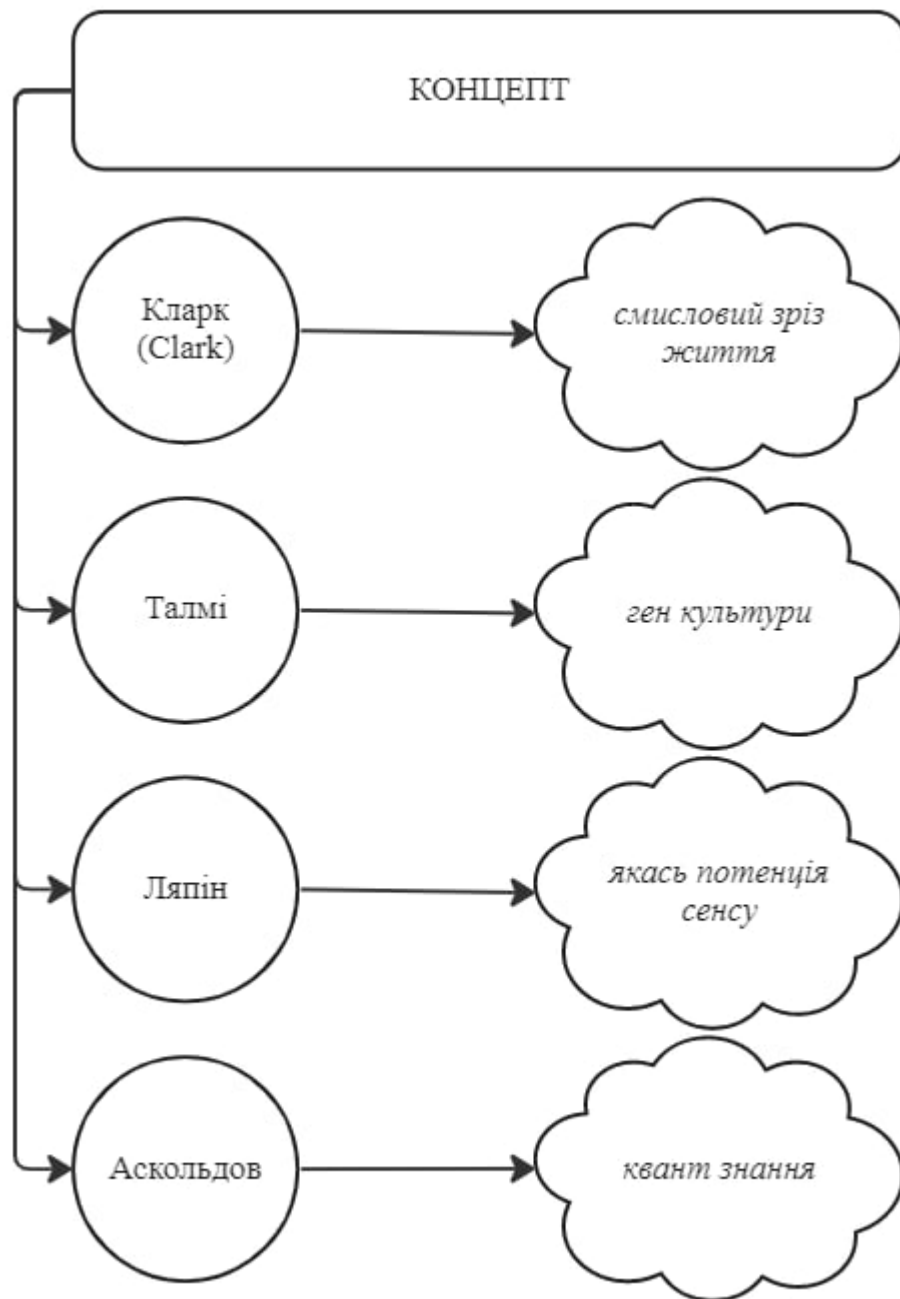 КОНЦЕПТ
Кларк
(Clark)
смисловий зріз
життя
Талмі
ген культури
Ляпін
якась потенція
сенсу
Аскольдов
квант знання